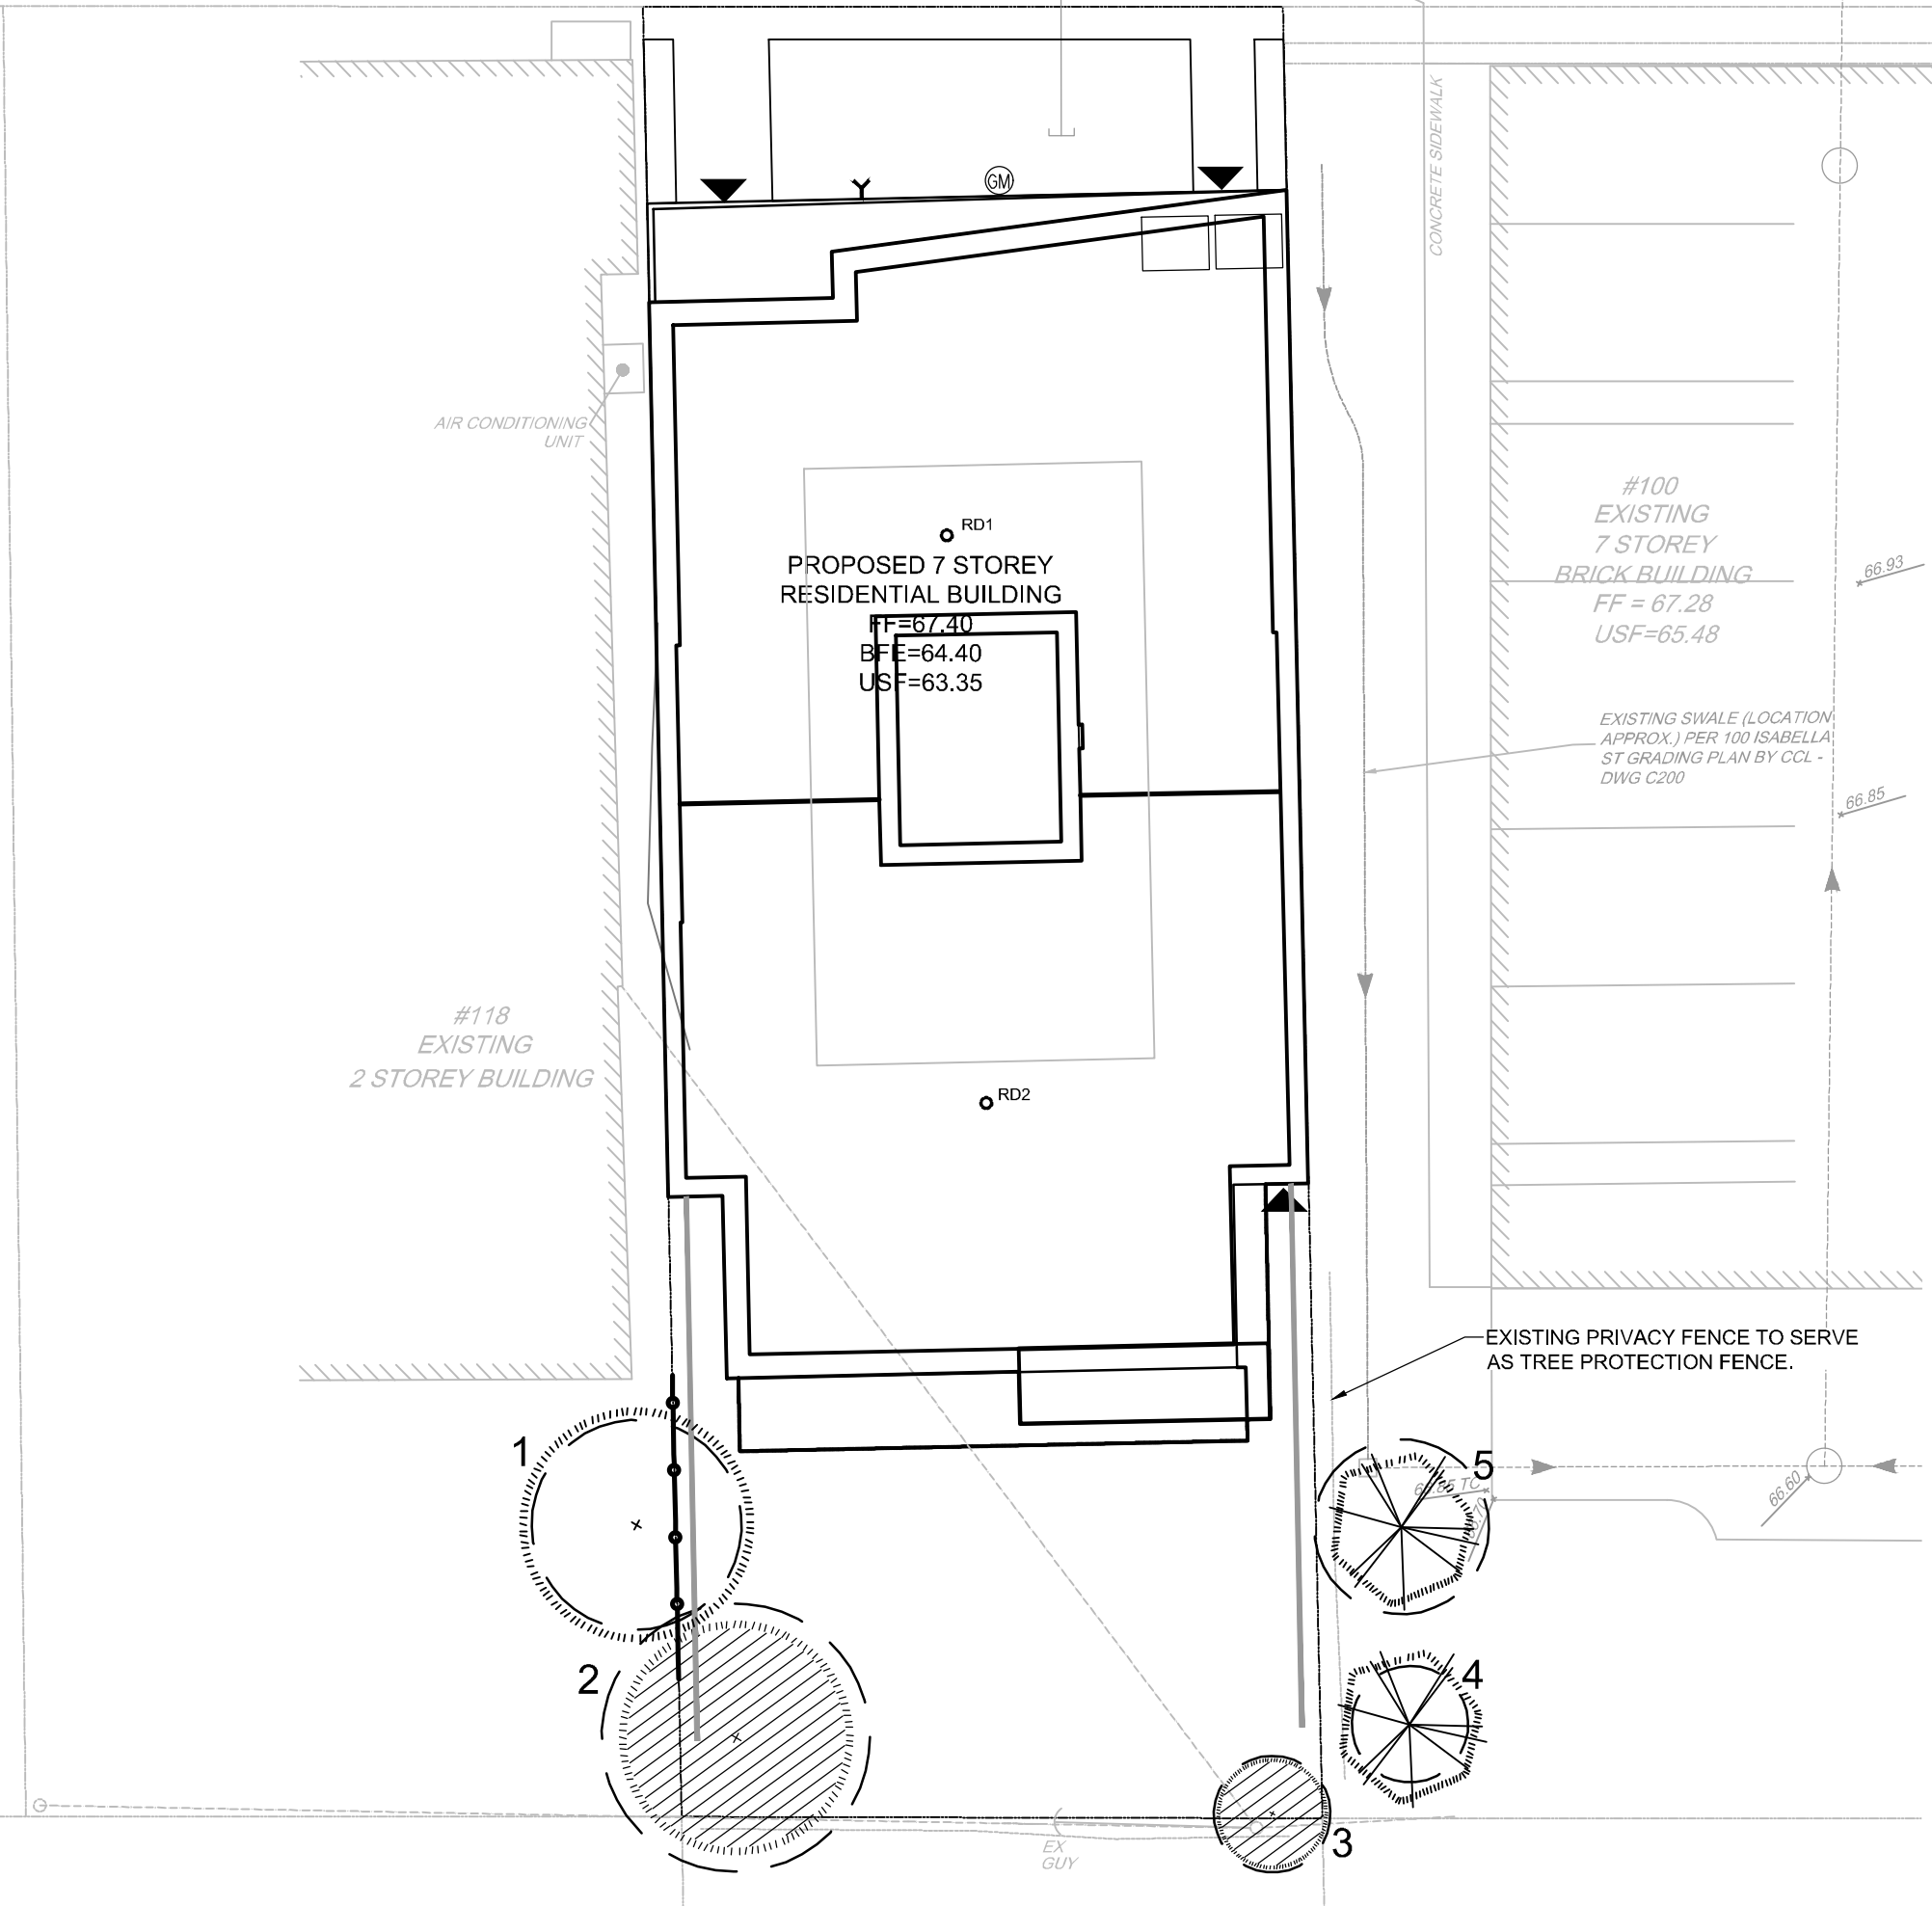 CONCRETE SIDEWALK
GM
AIR CONDITIONING
UNIT
RD1
PROPOSED 7 STOREY
RESIDENTIAL BUILDING
FF=67.40
BFE=64.40
USF=63.35
#100
EXISTING
7 STOREY
BRICK BUILDING
FF = 67.28
USF=65.48
66.93
EXISTING SWALE (LOCATION
APPROX.) PER 100 ISABELLA
ST GRADING PLAN BY CCL -
DWG C200
66.85
#118
EXISTING
2 STOREY BUILDING
RD2
EXISTING PRIVACY FENCE TO SERVE
AS TREE PROTECTION FENCE.
1
5
TC
66.60
2
4
3
EX
GUY